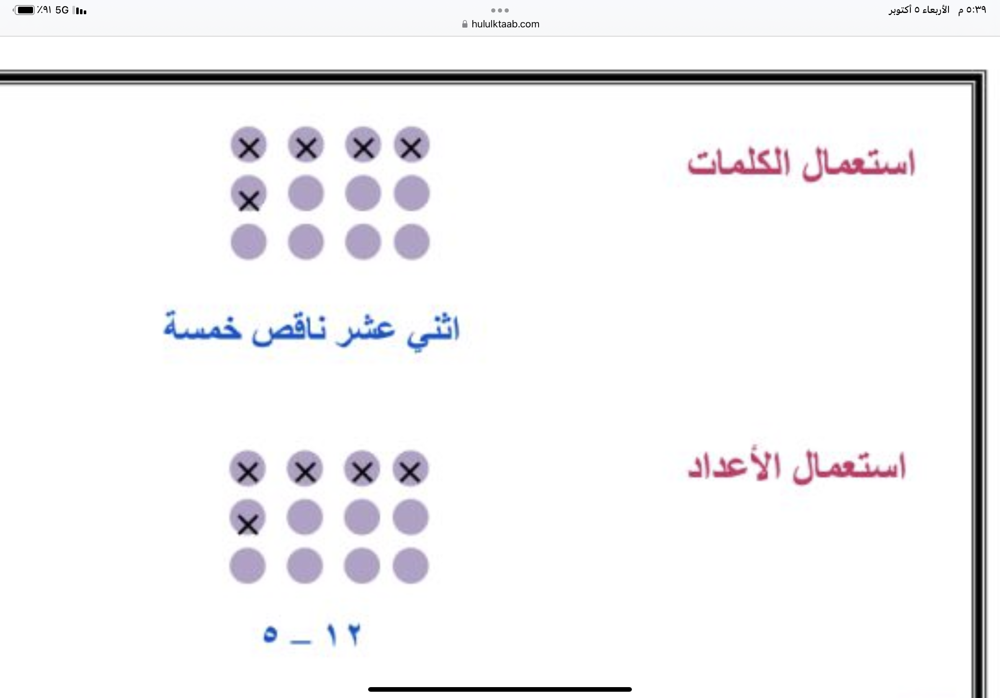 ٥:٣٩ م الأربعاء ٥ أكتوبر
٪٩١ 5G
hululktaab.com
استعمال الكلمات
اثني عشر ناقص خمسة
استعمال الأعداد
١٢ – ٥